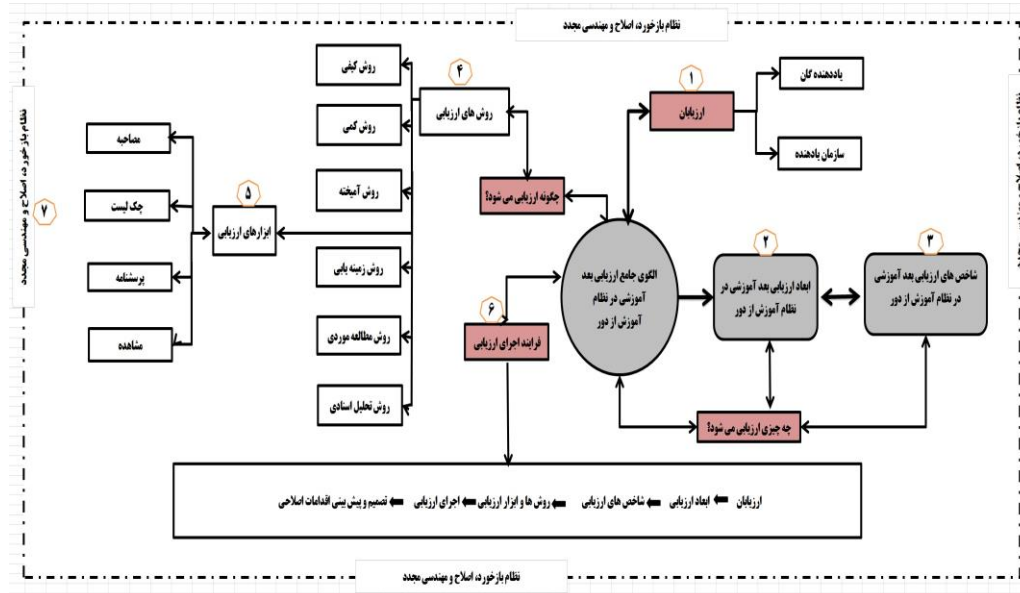 نظام بازخورد، اصلاح و مهندسی مجدد
۱
ارزیابان
یاددهنده گان
سازمان یاددهنده
۲
ابعاد ارزیابی بعد آموزشی در
نظام آموزش از دور
۳
شاخص های ارزیابی بعد آموزشی
در نظام آموزش از دور
چه چیزی ارزیابی می شود؟
الگوی جامع ارزیابی بعد
آموزشی در نظام
آموزش از دور
چگونه ارزیابی می شود؟
۴
روش های ارزیابی
روش کیفی
روش کمی
روش آمیخته
روش زمینه یابی
روش مطالعه موردی
روش تحلیل اسنادی
۵
ابزارهای ارزیابی
مصاحبه
چک لیست
پرسشنامه
مشاهده
۶
فرایند اجرای ارزیابی
ارزیابان ← ابعاد ارزیابی ← شاخص های ارزیابی ← روش ها و ابزار ارزیابی ← اجرای ارزیابی ← تصمیم و پیش بینی اقدامات اصلاحی
۷
نظام بازخورد، اصلاح و مهندسی مجدد
نظام بازخورد، اصلاح و مهندسی مجدد